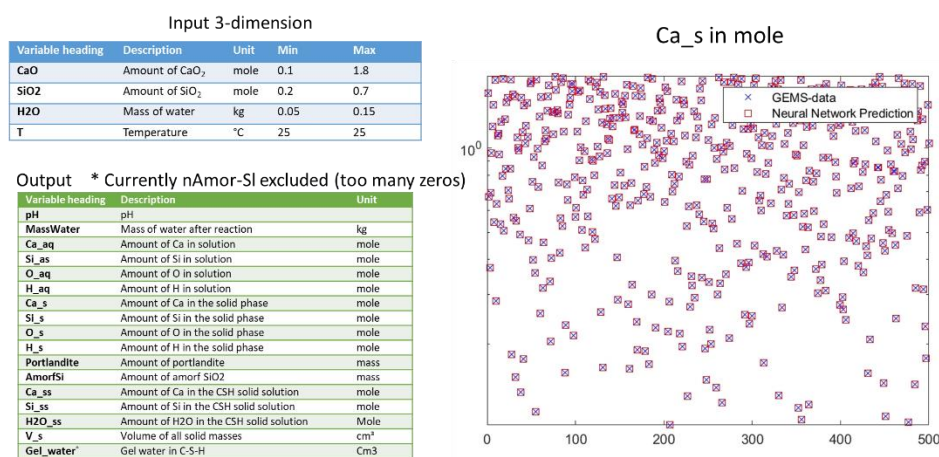 Input 3-dimension
Variable heading Description Unit Min Max
CaO Amount of CaO₂ mole 0.1 1.8
SiO2 Amount of SiO₂ mole 0.2 0.7
H2O Mass of water kg 0.05 0.15
T Temperature °C 25 25
Output * Currently nAmor-Sl excluded (too many zeros)
Variable heading Description Unit
pH pH
MassWater Mass of water after reaction kg
Ca_aq Amount of Ca in solution mole
Si_as Amount of Si in solution mole
O_aq Amount of O in solution mole
H_aq Amount of H in solution mole
Ca_s Amount of Ca in the solid phase mole
Si_s Amount of Si in the solid phase mole
O_s Amount of O in the solid phase mole
H_s Amount of H in the solid phase mole
Portlandite Amount of portlandite mass
AmorfSi Amount of amorf SiO2 mass
Ca_ss Amount of Ca in the CSH solid solution mole
Si_ss Amount of Si in the CSH solid solution mole
H2O_ss Amount of H2O in the CSH solid solution Mole
V_s Volume of all solid masses cm³
Gel_water* Gel water in C-S-H Cm3
Ca_s in mole
GEMS-data
Neural Network Prediction
10⁰
0 100 200 300 400 500